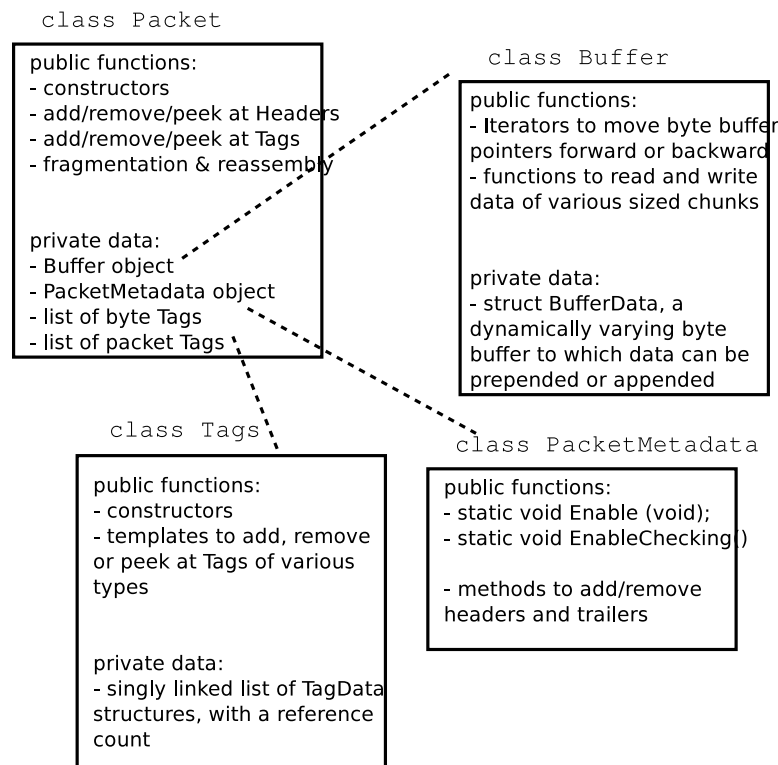 class Packet
public functions:
- constructors
- add/remove/peek at Headers
- add/remove/peek at Tags
- fragmentation & reassembly
private data:
- Buffer object
- PacketMetadata object
- list of byte Tags
- list of packet Tags
class Buffer
public functions:
- Iterators to move byte buffer
pointers forward or backward
- functions to read and write
data of various sized chunks
private data:
- struct BufferData, a
dynamically varying byte
buffer to which data can be
prepended or appended
class Tags
public functions:
- constructors
- templates to add, remove
or peek at Tags of various
types
private data:
- singly linked list of TagData
structures, with a reference
count
class PacketMetadata
public functions:
- static void Enable (void);
- static void EnableChecking()
- methods to add/remove
headers and trailers